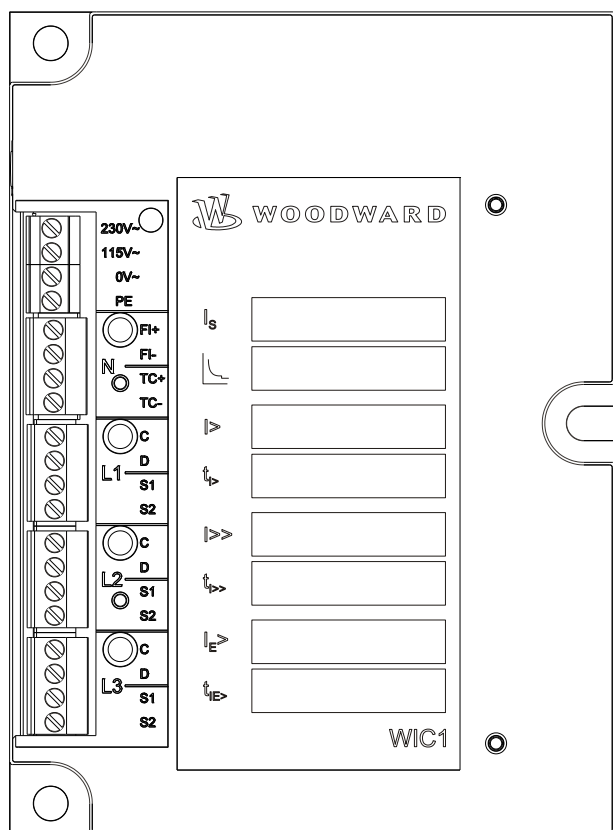 WOODWARD
230V~
115V~
0V~
PE
FI+
FI-
N
TC+
TC-
C
D
L1
S1
S2
C
D
L2
S1
S2
C
D
L3
S1
S2
IS
I>
tI>
I>>
tI>>
IE>
tIE>
WIC1